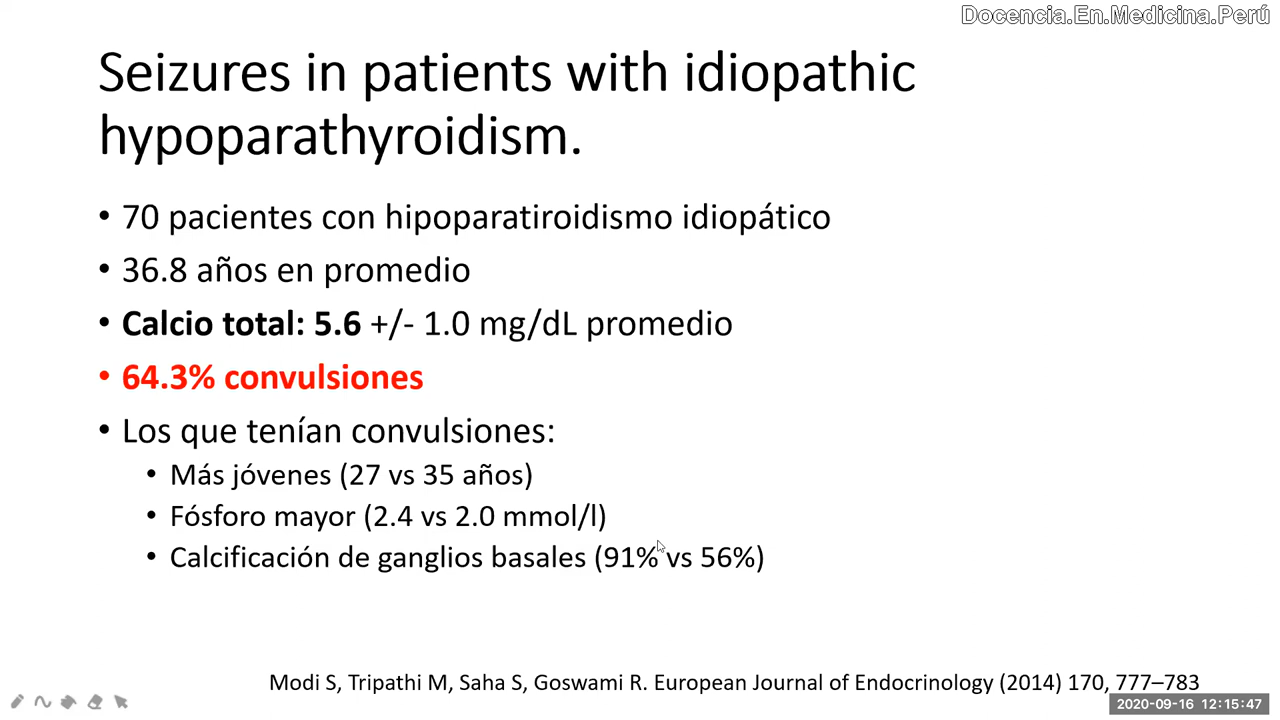 Docencia.En.Medicina.Perú
Seizures in patients with idiopathic
hypoparathyroidism.
• 70 pacientes con hipoparatiroidismo idiopático
• 36.8 años en promedio
• Calcio total: 5.6 +/- 1.0 mg/dL promedio
• 64.3% convulsiones
• Los que tenían convulsiones:
• Más jóvenes (27 vs 35 años)
• Fósforo mayor (2.4 vs 2.0 mmol/l)
• Calcificación de ganglios basales (91% vs 56%)
Modi S, Tripathi M, Saha S, Goswami R. European Journal of Endocrinology (2014) 170, 777–783
2020-09-16 12:15:47